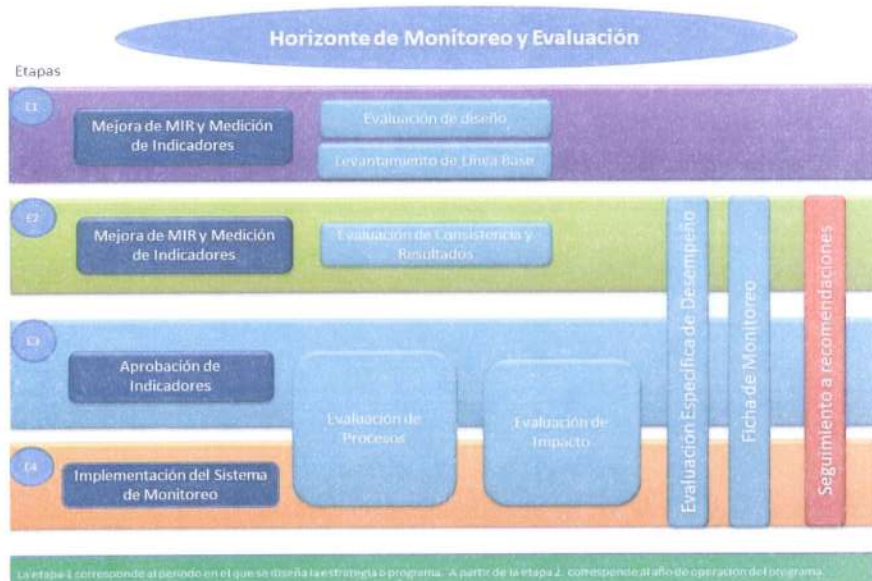 Horizonte de Monitoreo y Evaluación
Etapas
E1
Mejora de MIR y Medición
de Indicadores
Evaluación de diseño
Levantamiento de Línea Base
E2
Mejora de MIR y Medición
de Indicadores
Evaluación de Consistencia y
Resultados
E3
Aprobación de
Indicadores
Evaluación de
Procesos
Evaluación de
Impacto
E4
Implementación del Sistema
de Monitoreo
Evaluación Específica de Desempeño
Ficha de Monitoreo
Seguimiento a recomendaciones
La etapa 1 corresponde al periodo en el que se diseña la estrategia o programa. A partir de la etapa 2, corresponde al año de operación del programa.